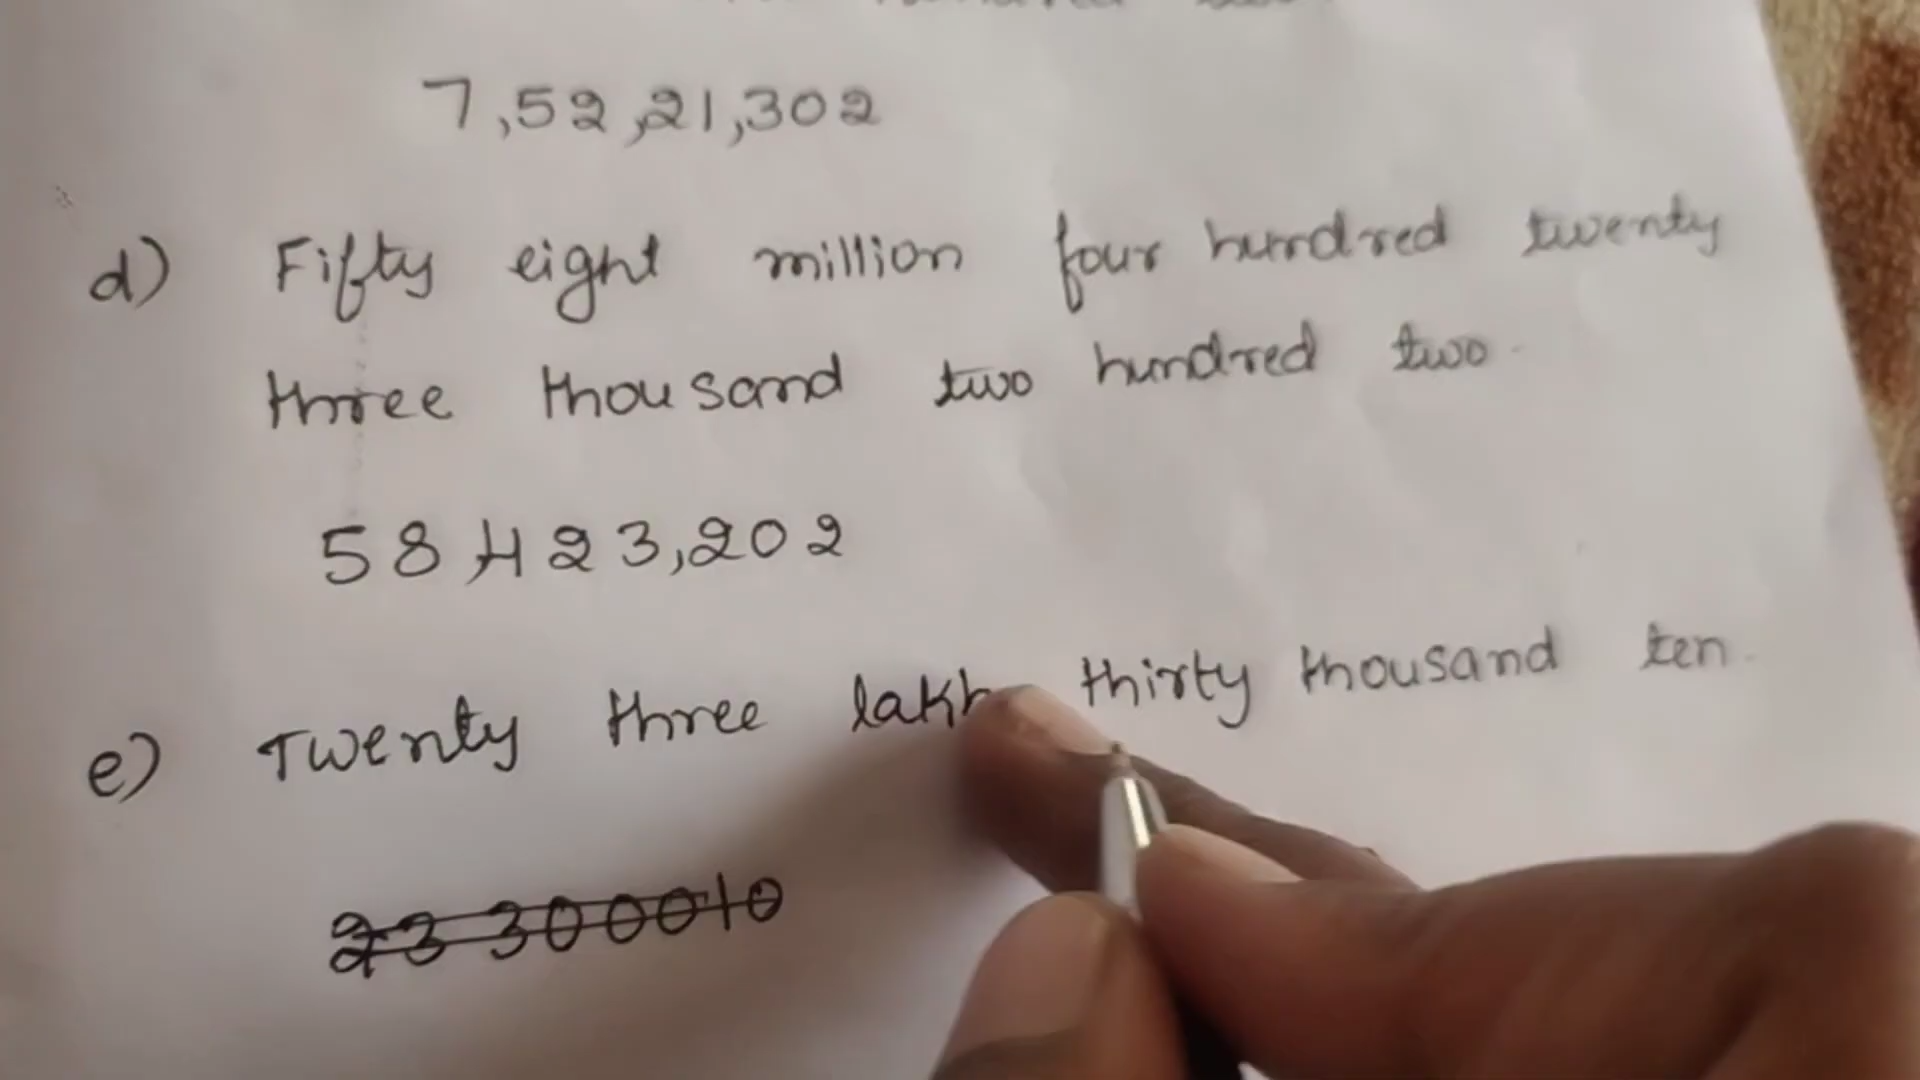 7,52,21,302
d) Fifty eight million four hundred twenty
three thousand two hundred two.
58,423,202
e) Twenty three lakh thirty thousand ten.
23 300010